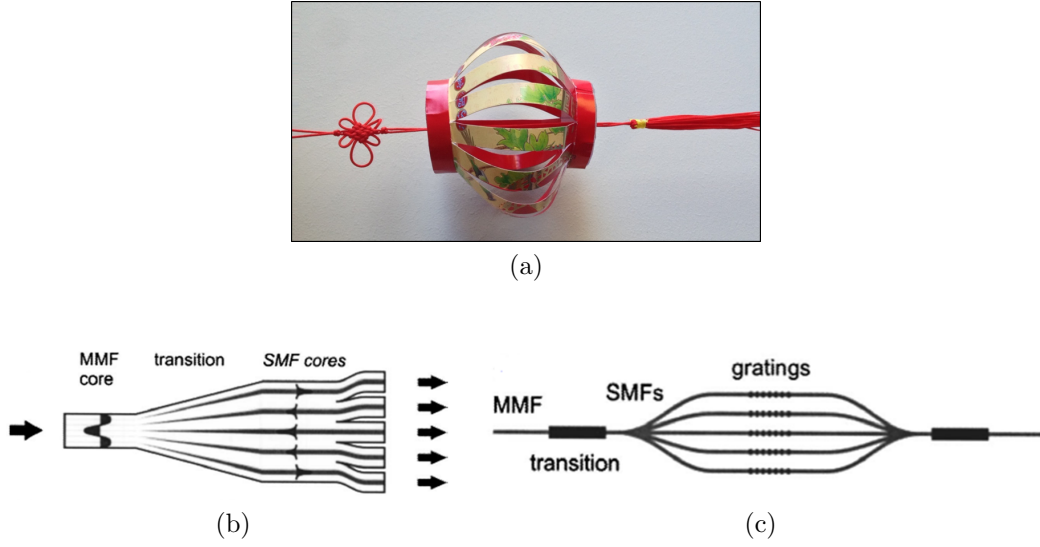 (a)
MMF
core
transition
SMF cores
(b)
MMF
SMFs
gratings
transition
(c)